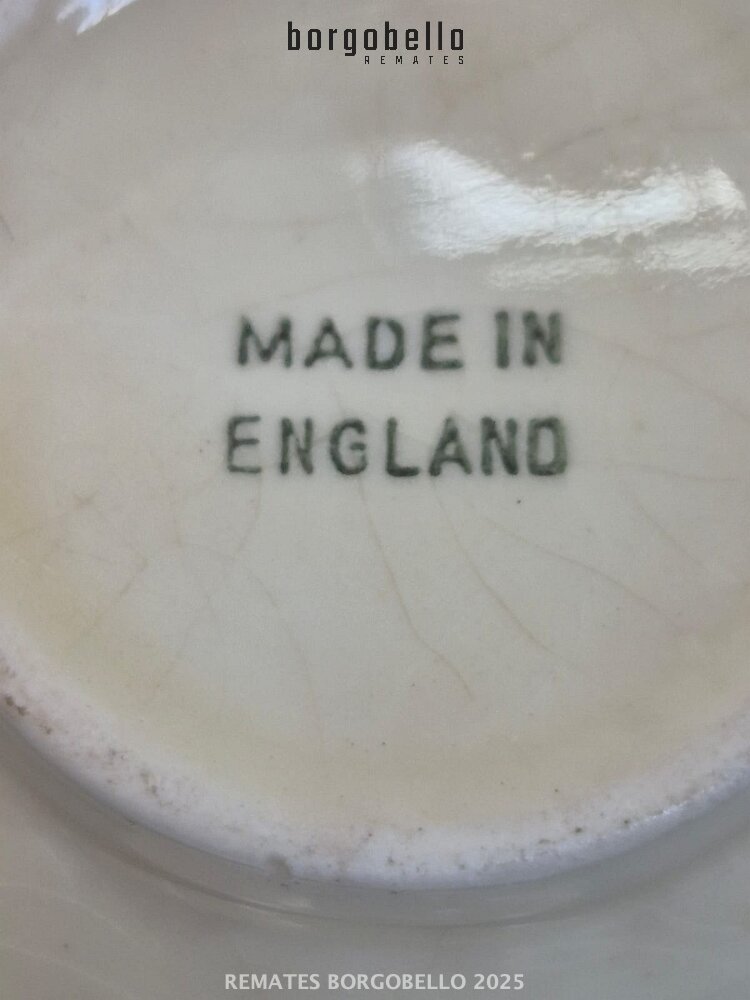 borgobello
REMATES
MADE IN
ENGLAND
REMATES BORGOBELLO 2025